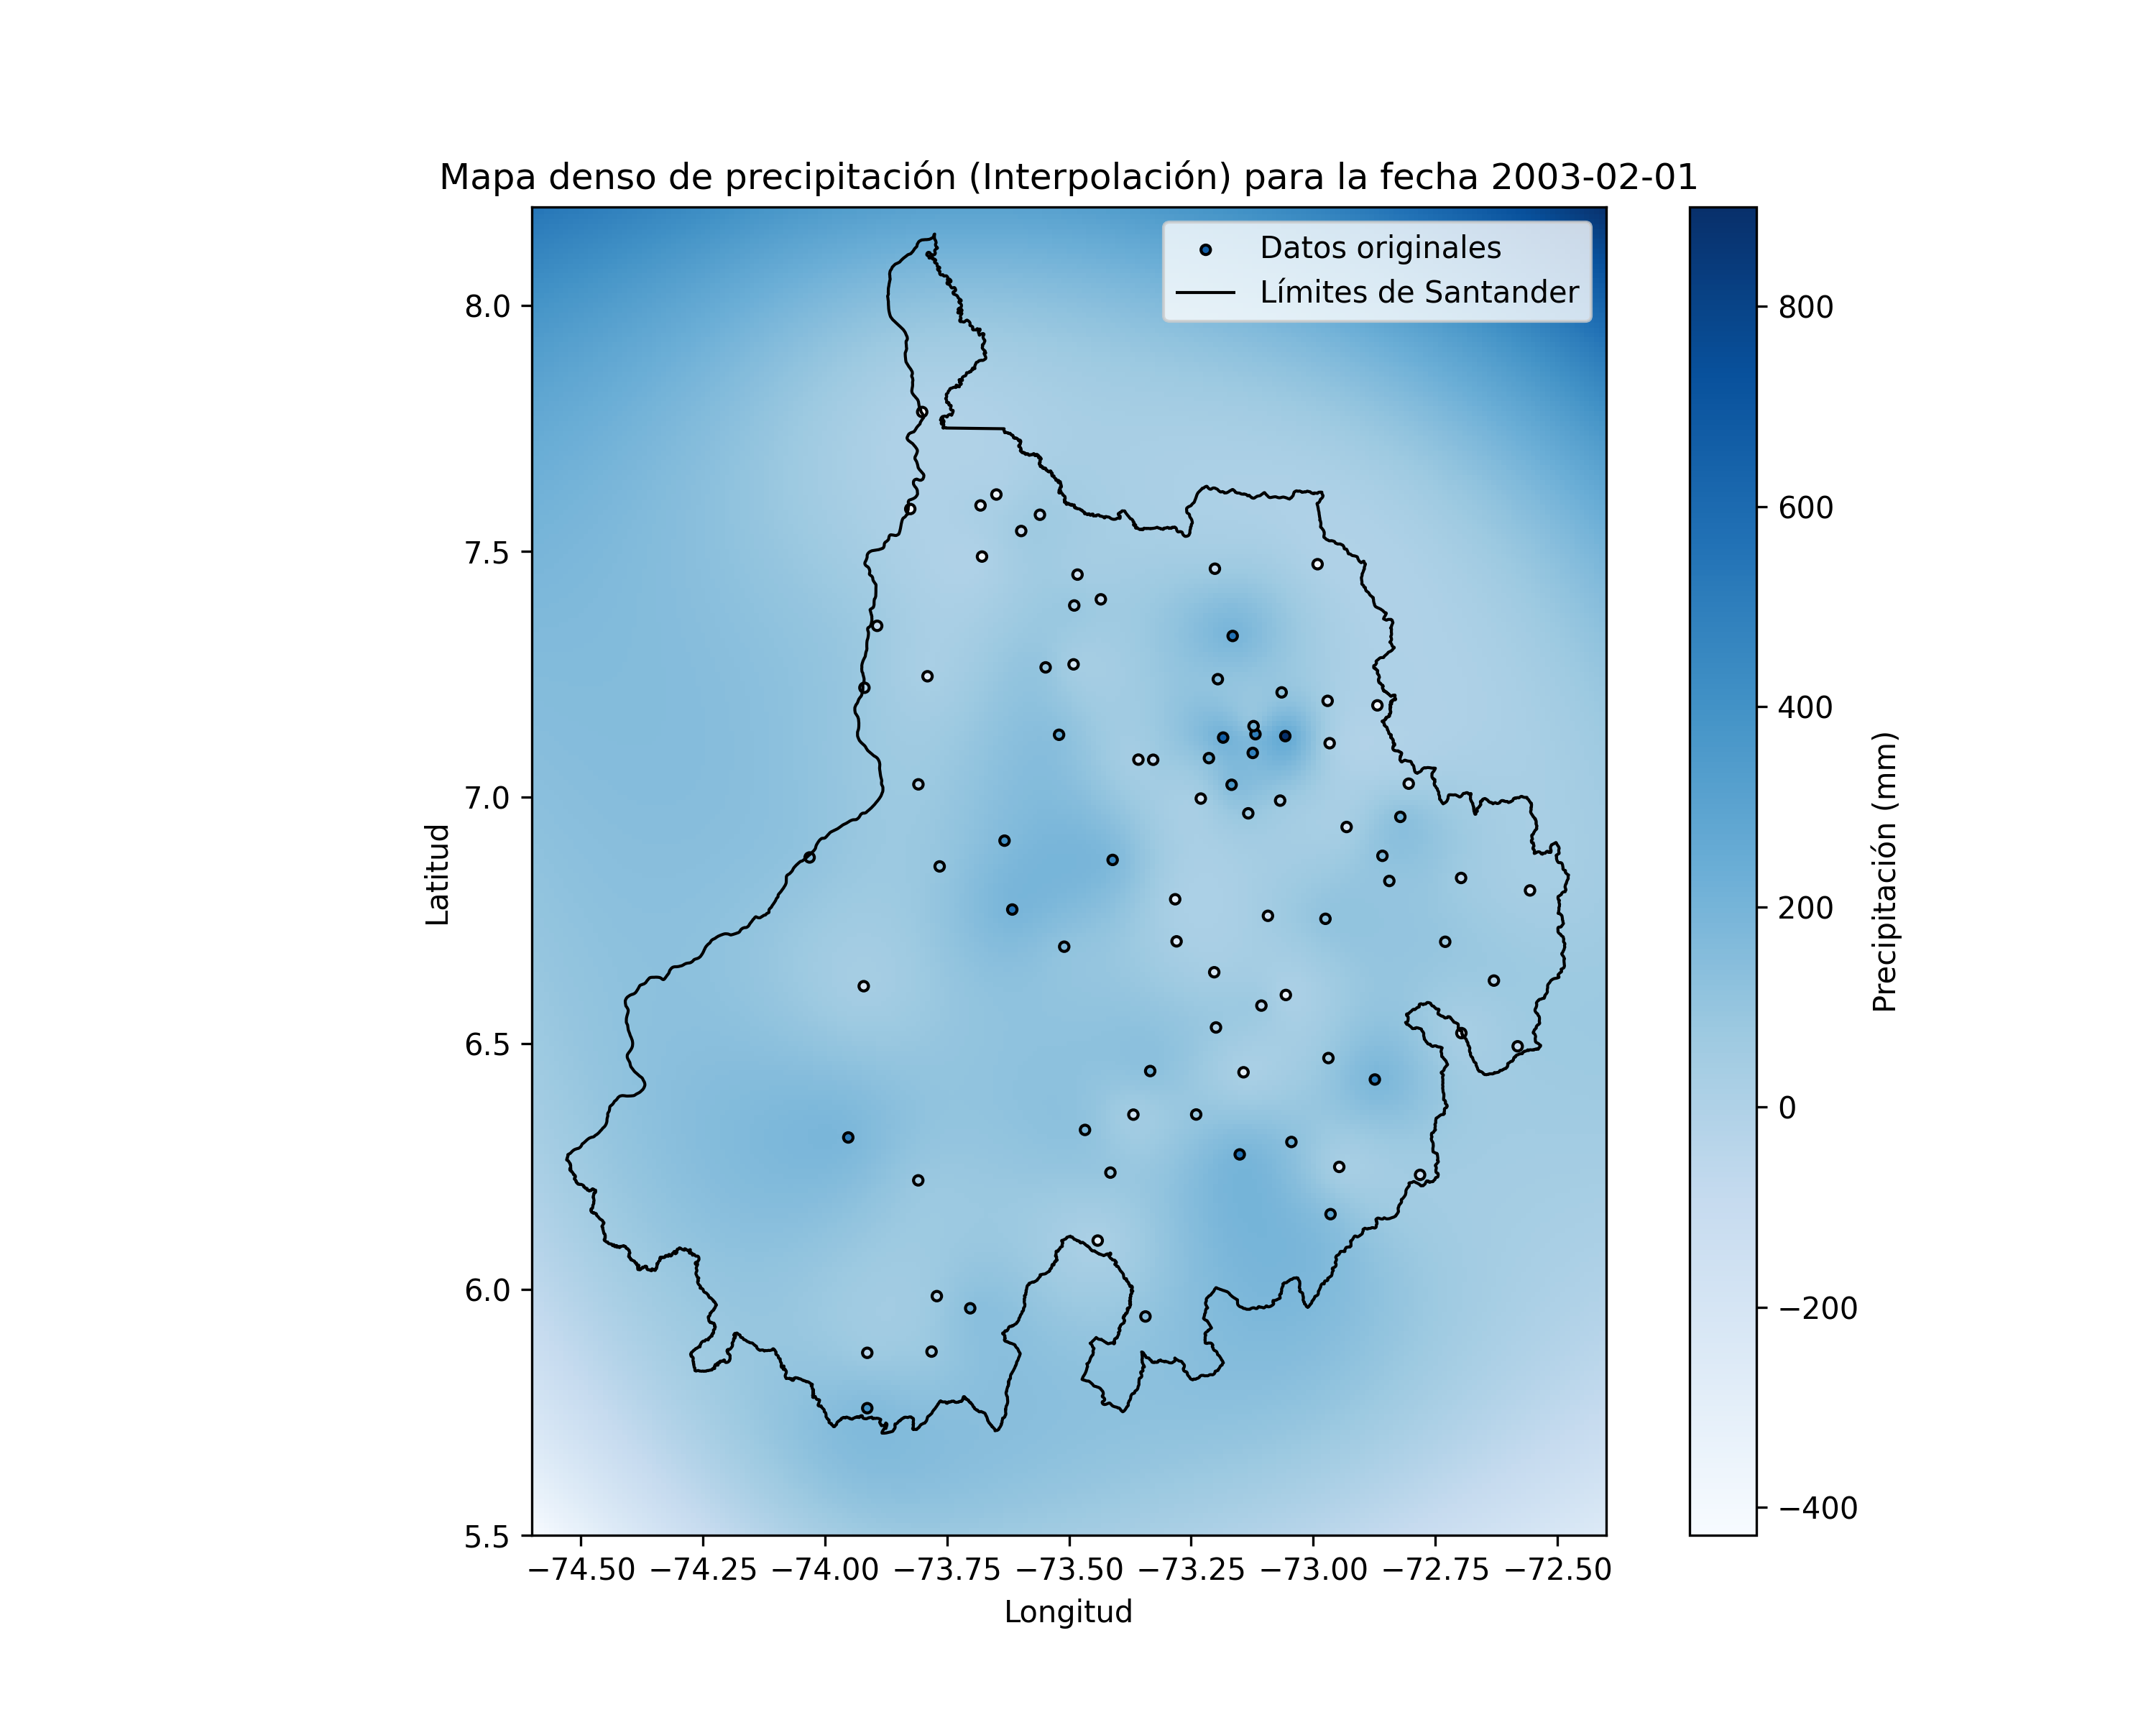 Mapa denso de precipitación (Interpolación) para la fecha 2003-02-01
Datos originales
Límites de Santander
8.0
7.5
7.0
6.5
6.0
5.5
Latitud
−74.50 −74.25 −74.00 −73.75 −73.50 −73.25 −73.00 −72.75 −72.50
Longitud
800
600
400
200
0
−200
−400
Precipitación (mm)